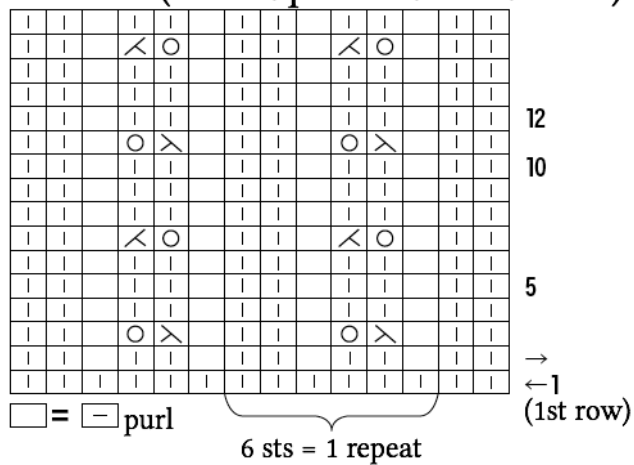 12
10
5
→
←1
(1st row)
= - purl
6 sts = 1 repeat